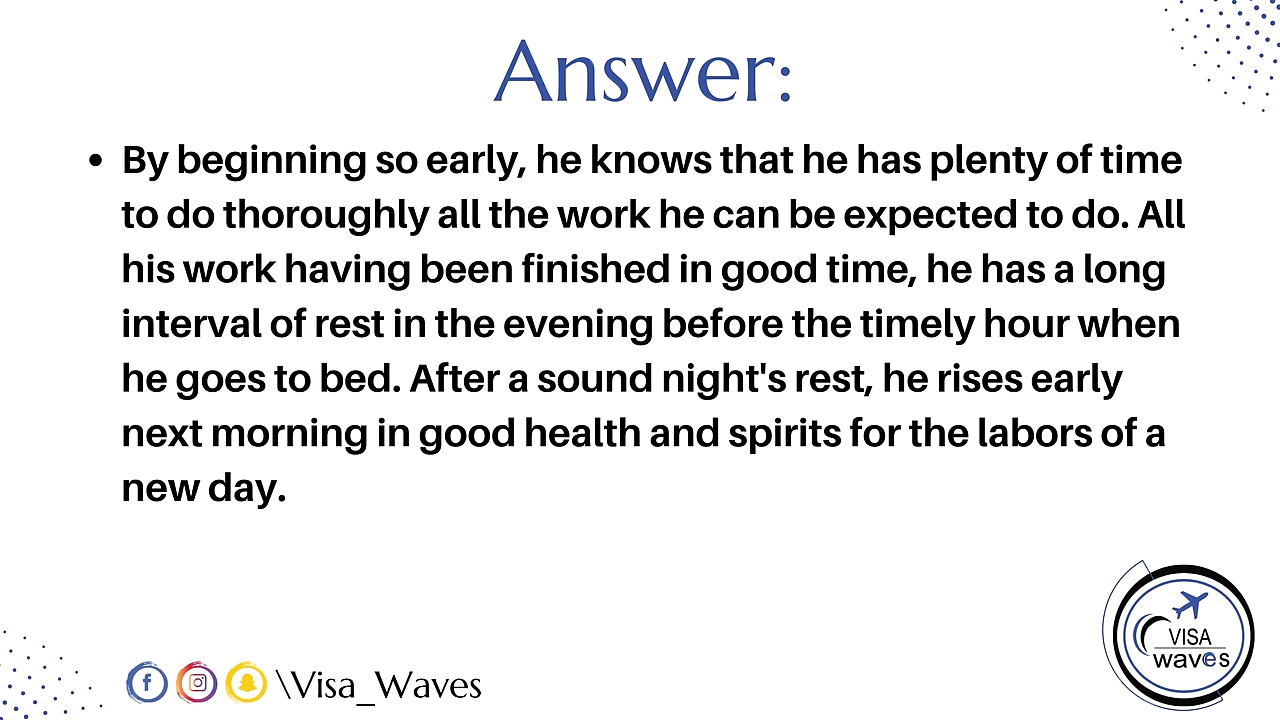 Answer:
• By beginning so early, he knows that he has plenty of time
to do thoroughly all the work he can be expected to do. All
his work having been finished in good time, he has a long
interval of rest in the evening before the timely hour when
he goes to bed. After a sound night's rest, he rises early
next morning in good health and spirits for the labors of a
new day.
VISA
waves
\Visa_Waves